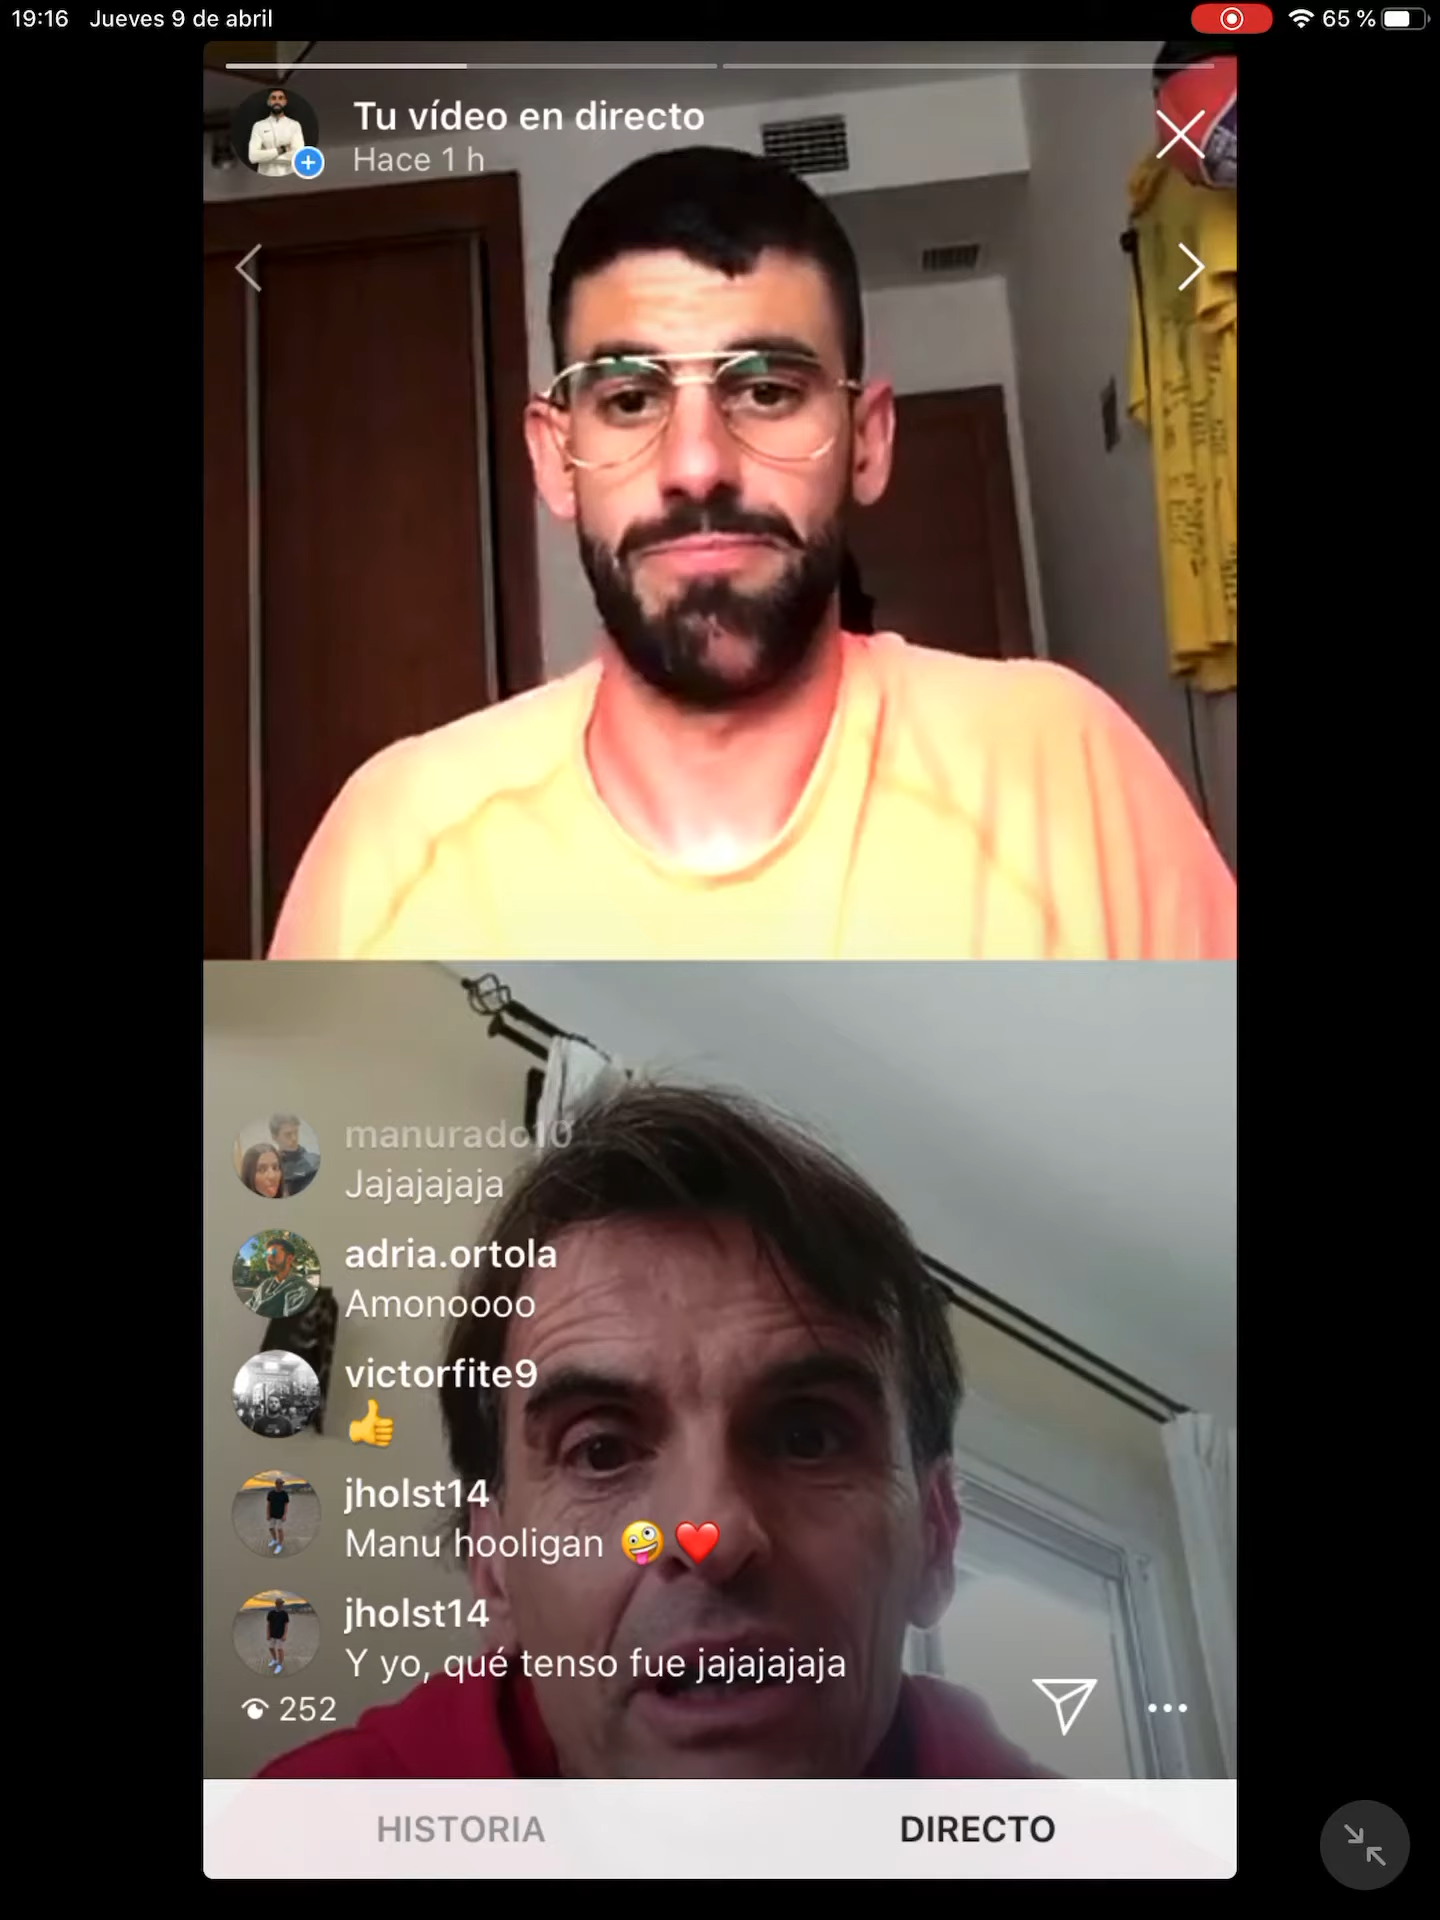 19:16 Jueves 9 de abril
65 %
Tu vídeo en directo
Hace 1 h
manurado10
Jajajajaja
adria.ortola
Amonoooo
victorfite9
👍
jholst14
Manu hooligan 🤪❤️
jholst14
Y yo, qué tenso fue jajajajaja
252
HISTORIA
DIRECTO